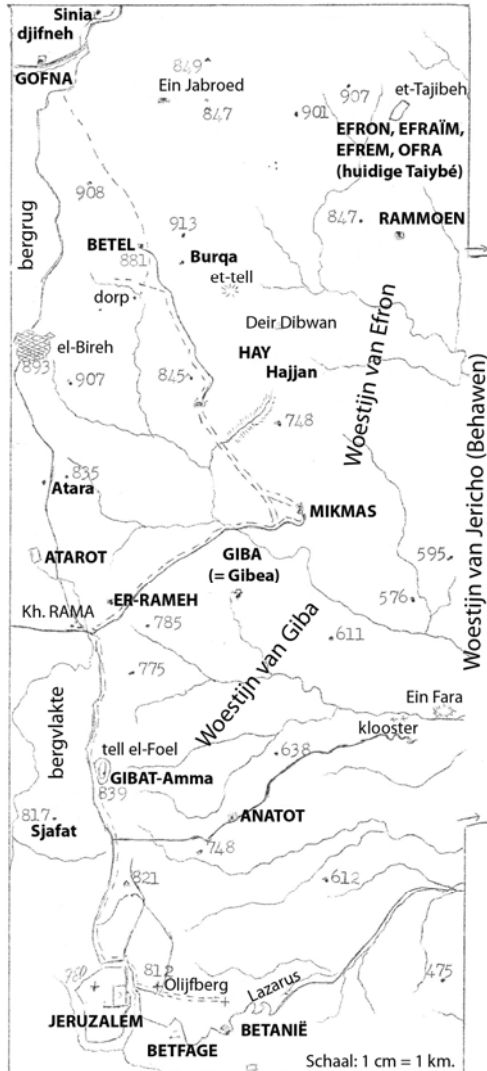 Sinia
djifneh
GOFNA
849
Ein Jabroed
847
901
907
et-Tajibeh
EFRON, EFRAÏM,
EFREM, OFRA
(huidige Taiybé)
847
RAMMOEN
908
bergrug
913
BETEL
881
Burqa
et-tell
dorp
Deir Dibwan
el-Bireh
893
907
845
HAY
Hajjan
748
Woestijn van Efron
Woestijn van Jericho (Behawen)
835
Atara
MIKMAS
ATAROT
GIBA
(= Gibea)
595
576
ER-RAMEH
Kh. RAMA
785
611
775
Woestijn van Giba
Ein Fara
klooster
bergvlakte
tell el-Foel
638
GIBAT-Amma
839
817
Sjafat
ANATOT
748
821
612
780
812
Olijfberg
Lazarus
475
JERUZALEM
BETANIË
BETFAGE
Schaal: 1 cm = 1 km.